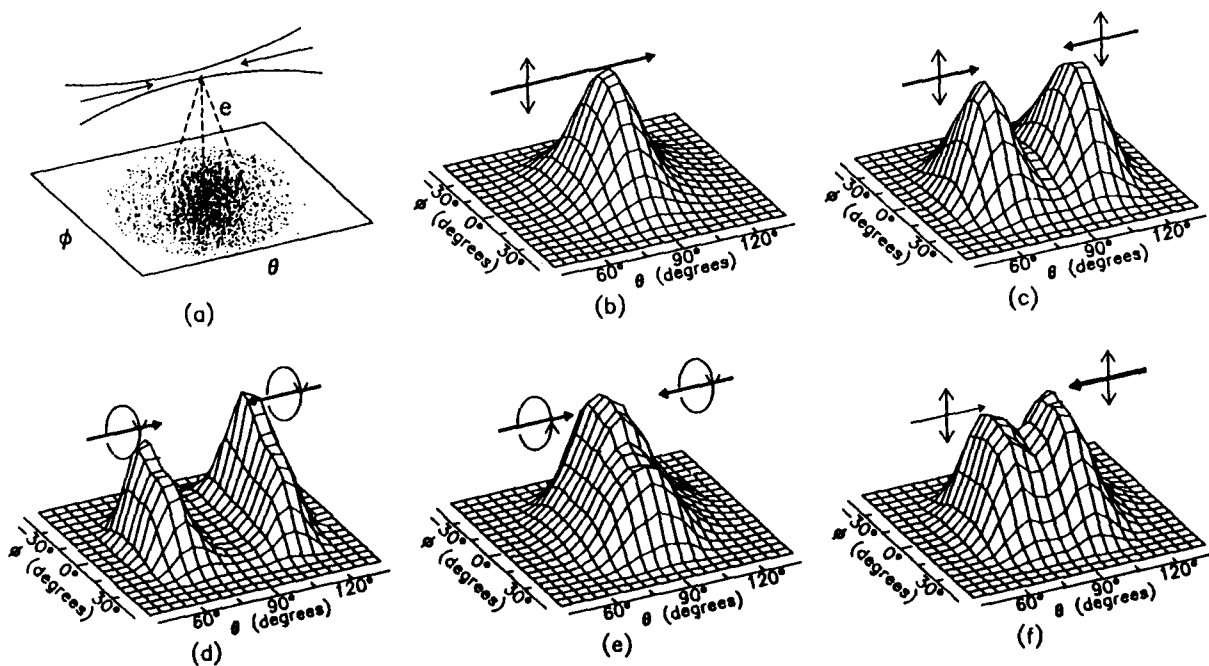 e
ϕ
θ
(a)
-30° 0° 30°
ϕ (degrees)
60° 90° 120°
θ (degrees)
(b)
-30° 0° 30°
ϕ (degrees)
60° 90° 120°
θ (degrees)
(c)
-30° 0° 30°
ϕ (degrees)
60° 90° 120°
θ (degrees)
(d)
-30° 0° 30°
ϕ (degrees)
60° 90° 120°
θ (degrees)
(e)
-30° 0° 30°
ϕ (degrees)
60° 90° 120°
θ (degrees)
(f)